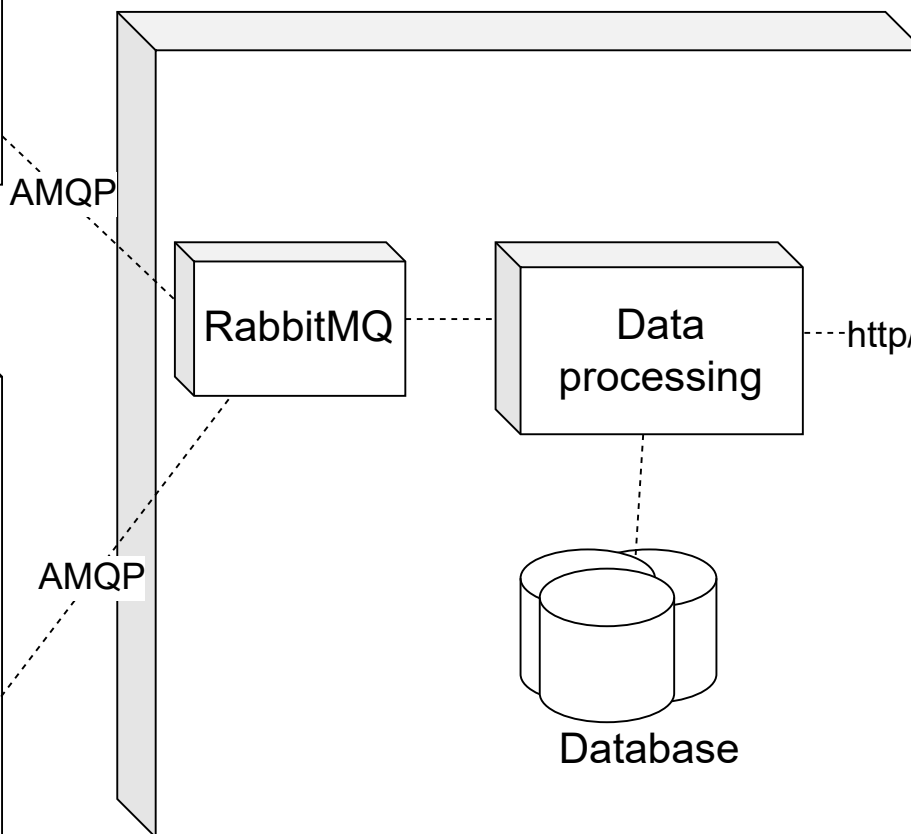 AMQP
RabbitMQ
Data
processing
http/
AMQP
Database